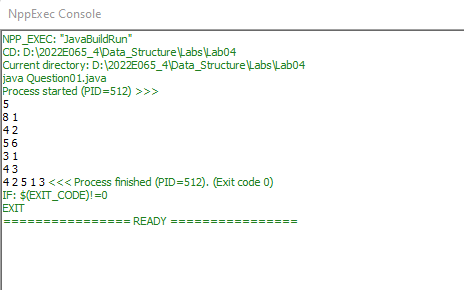 NppExec Console
NPP_EXEC: "JavaBuildRun"
CD: D:\2022E065_4\Data_Structure\Labs\Lab04
Current directory: D:\2022E065_4\Data_Structure\Labs\Lab04
java Question01.java
Process started (PID=512) >>>
5
8 1
4 2
5 6
3 1
4 3
4 2 5 1 3 <<< Process finished (PID=512). (Exit code 0)
IF: $(EXIT_CODE)!=0
EXIT
================ READY ================